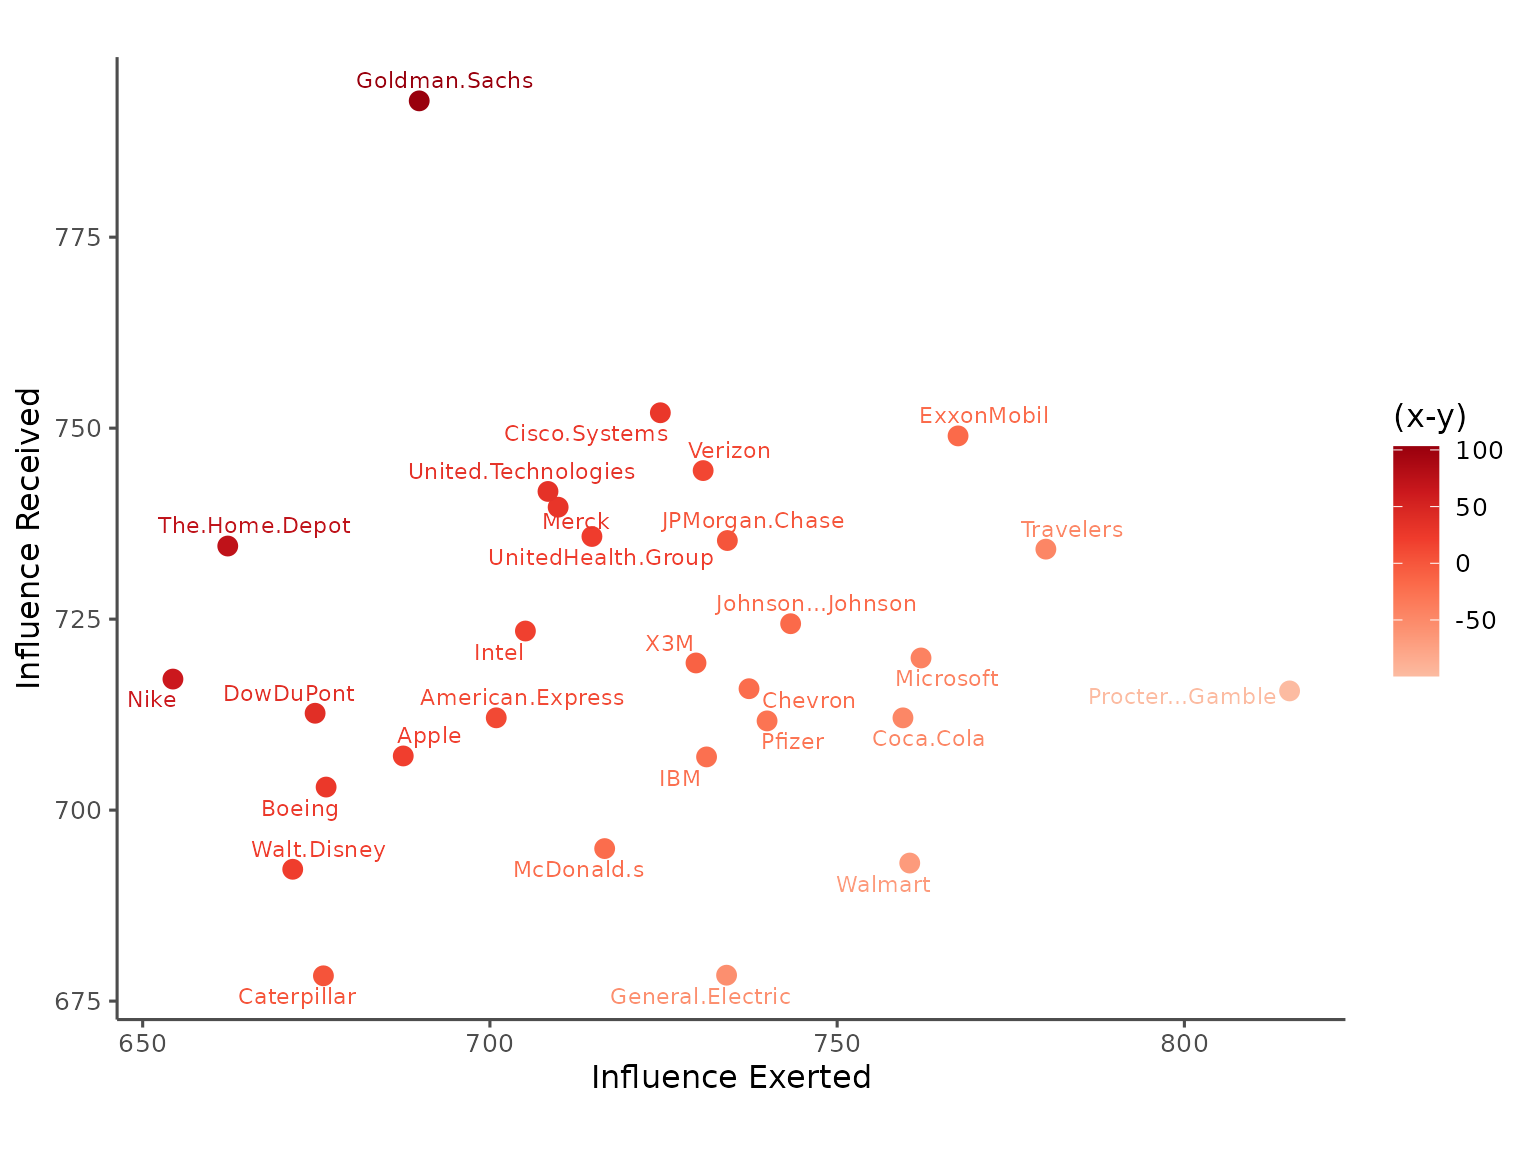 Goldman.Sachs
775
Influence Received
750
725
700
675
ExxonMobil
Cisco.Systems
Verizon
United.Technologies
Merck
JPMorgan.Chase
The.Home.Depot
Travelers
UnitedHealth.Group
Johnson...Johnson
X3M
Intel
Microsoft
Nike
DowDuPont
American.Express
Chevron
Procter...Gamble
Apple
Pfizer
Coca.Cola
IBM
Boeing
Walt.Disney
McDonald.s
Walmart
Caterpillar
General.Electric
650
700
750
800
Influence Exerted
(x-y)
100
50
0
-50